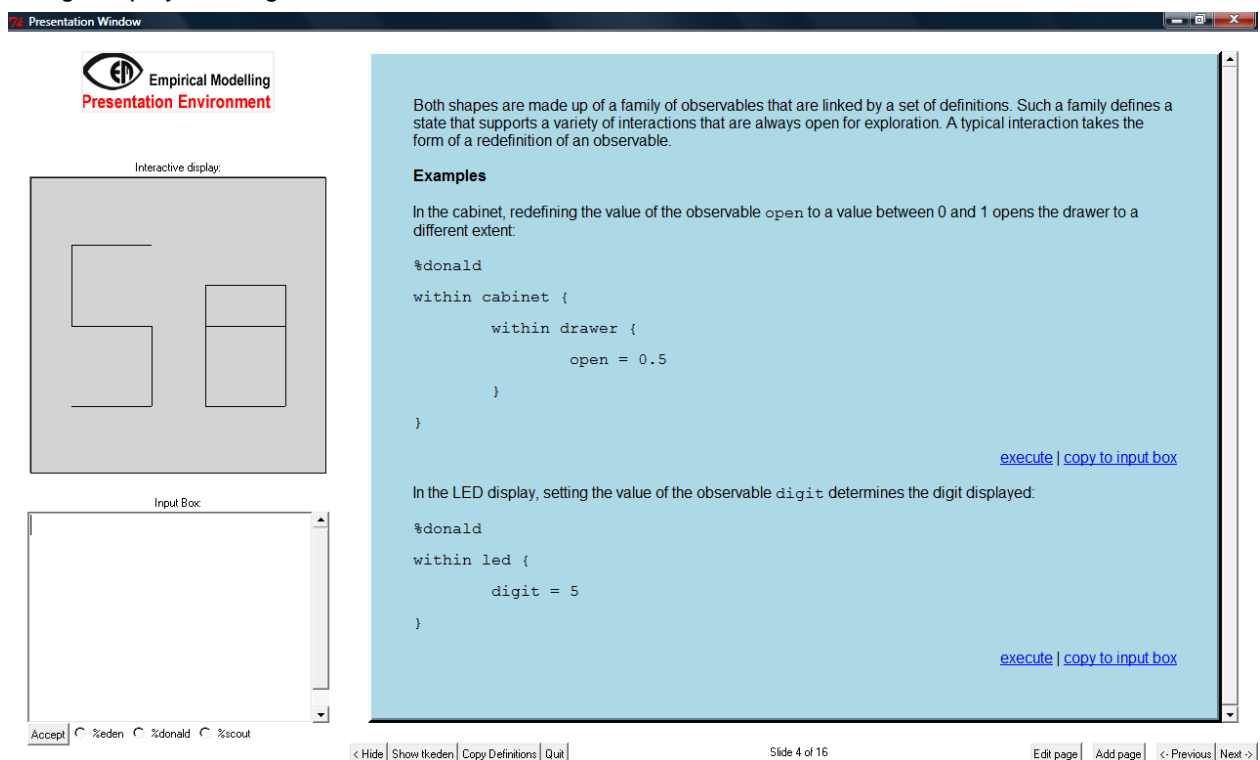 lti g p y g
Presentation Window
Empirical Modelling
Presentation Environment
Interactive display:
Input Box:
Accept %eden %donald %scout
Both shapes are made up of a family of observables that are linked by a set of definitions. Such a family defines a
state that supports a variety of interactions that are always open for exploration. A typical interaction takes the
form of a redefinition of an observable.
Examples
In the cabinet, redefining the value of the observable open to a value between 0 and 1 opens the drawer to a
different extent:
%donald
within cabinet {
within drawer {
open = 0.5
}
}
execute | copy to input box
In the LED display, setting the value of the observable digit determines the digit displayed:
%donald
within led {
digit = 5
}
execute | copy to input box
< Hide Show tkeden Copy Definitions Quit Slide 4 of 16 Edit page Add page <- Previous Next ->